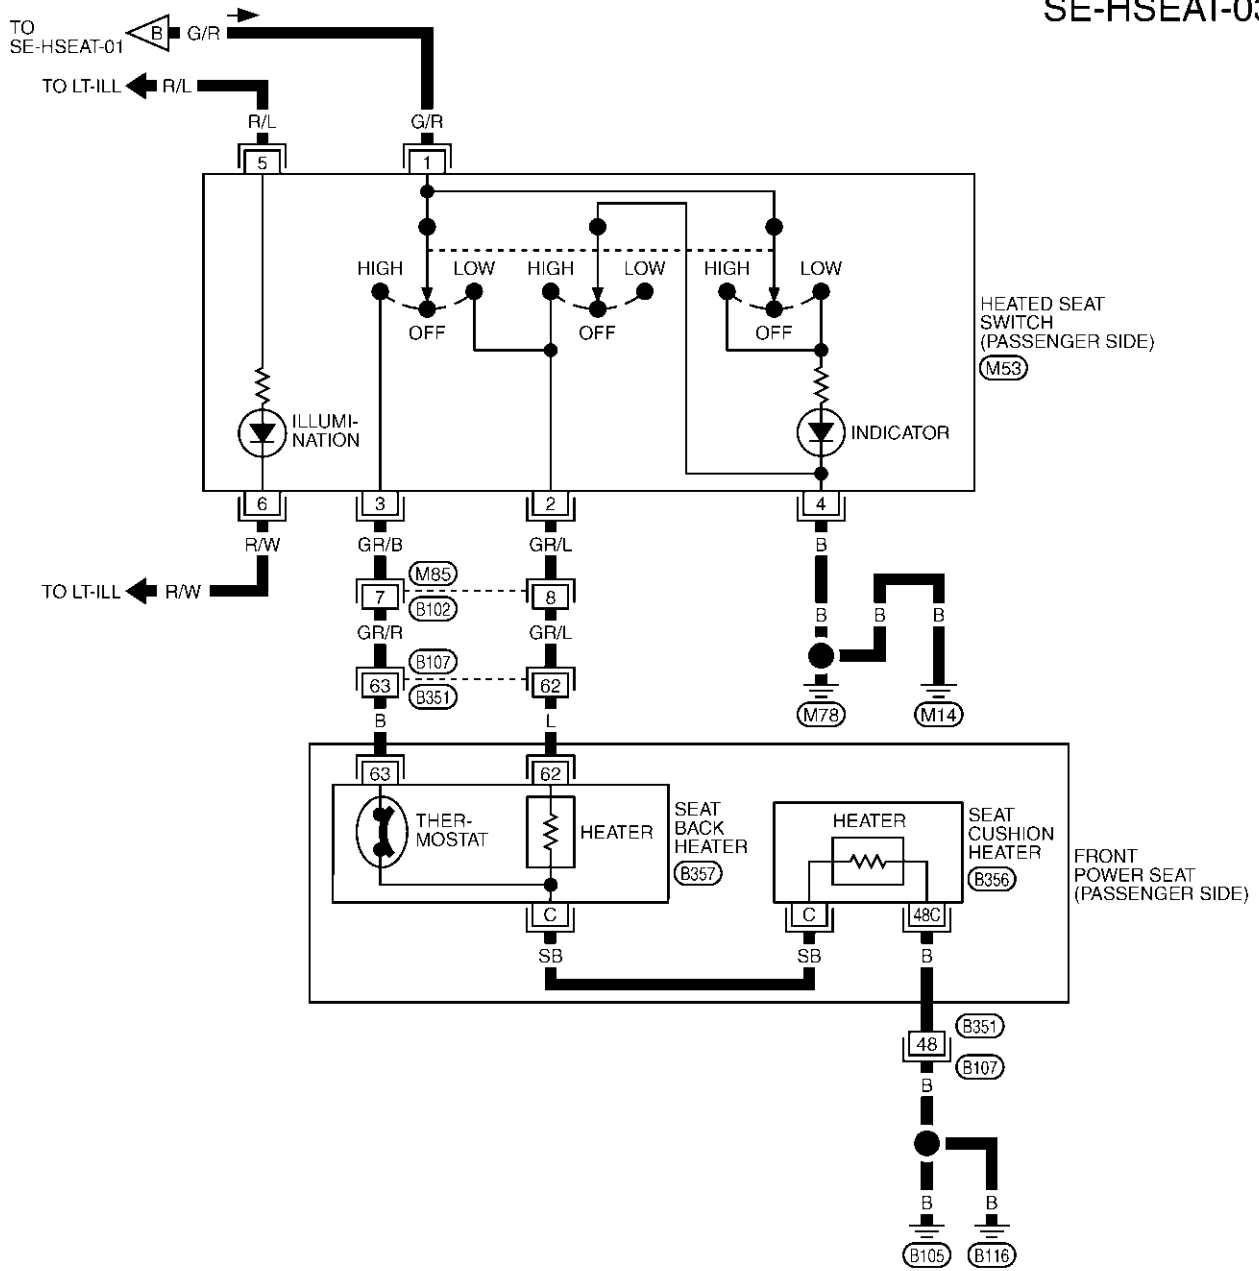 SE-HSEAT-03
TO
SE-HSEAT-01
B
G/R
TO LT-ILL
R/L
R/L
G/R
5
1
HIGH
LOW
HIGH
LOW
HIGH
LOW
OFF
OFF
OFF
HEATED SEAT
SWITCH
(PASSENGER SIDE)
M53
ILLUMI-
NATION
INDICATOR
6
3
2
4
R/W
GR/B
GR/L
B
TO LT-ILL
R/W
M85
7
8
B102
GR/R
GR/L
B
B
B
B107
63
62
B351
B
L
M78
M14
63
62
THER-
MOSTAT
HEATER
SEAT
BACK
HEATER
B357
HEATER
SEAT
CUSHION
HEATER
B356
FRONT
POWER SEAT
(PASSENGER SIDE)
C
C
48C
SB
SB
B
B351
48
B107
B
B
B
B105
B116